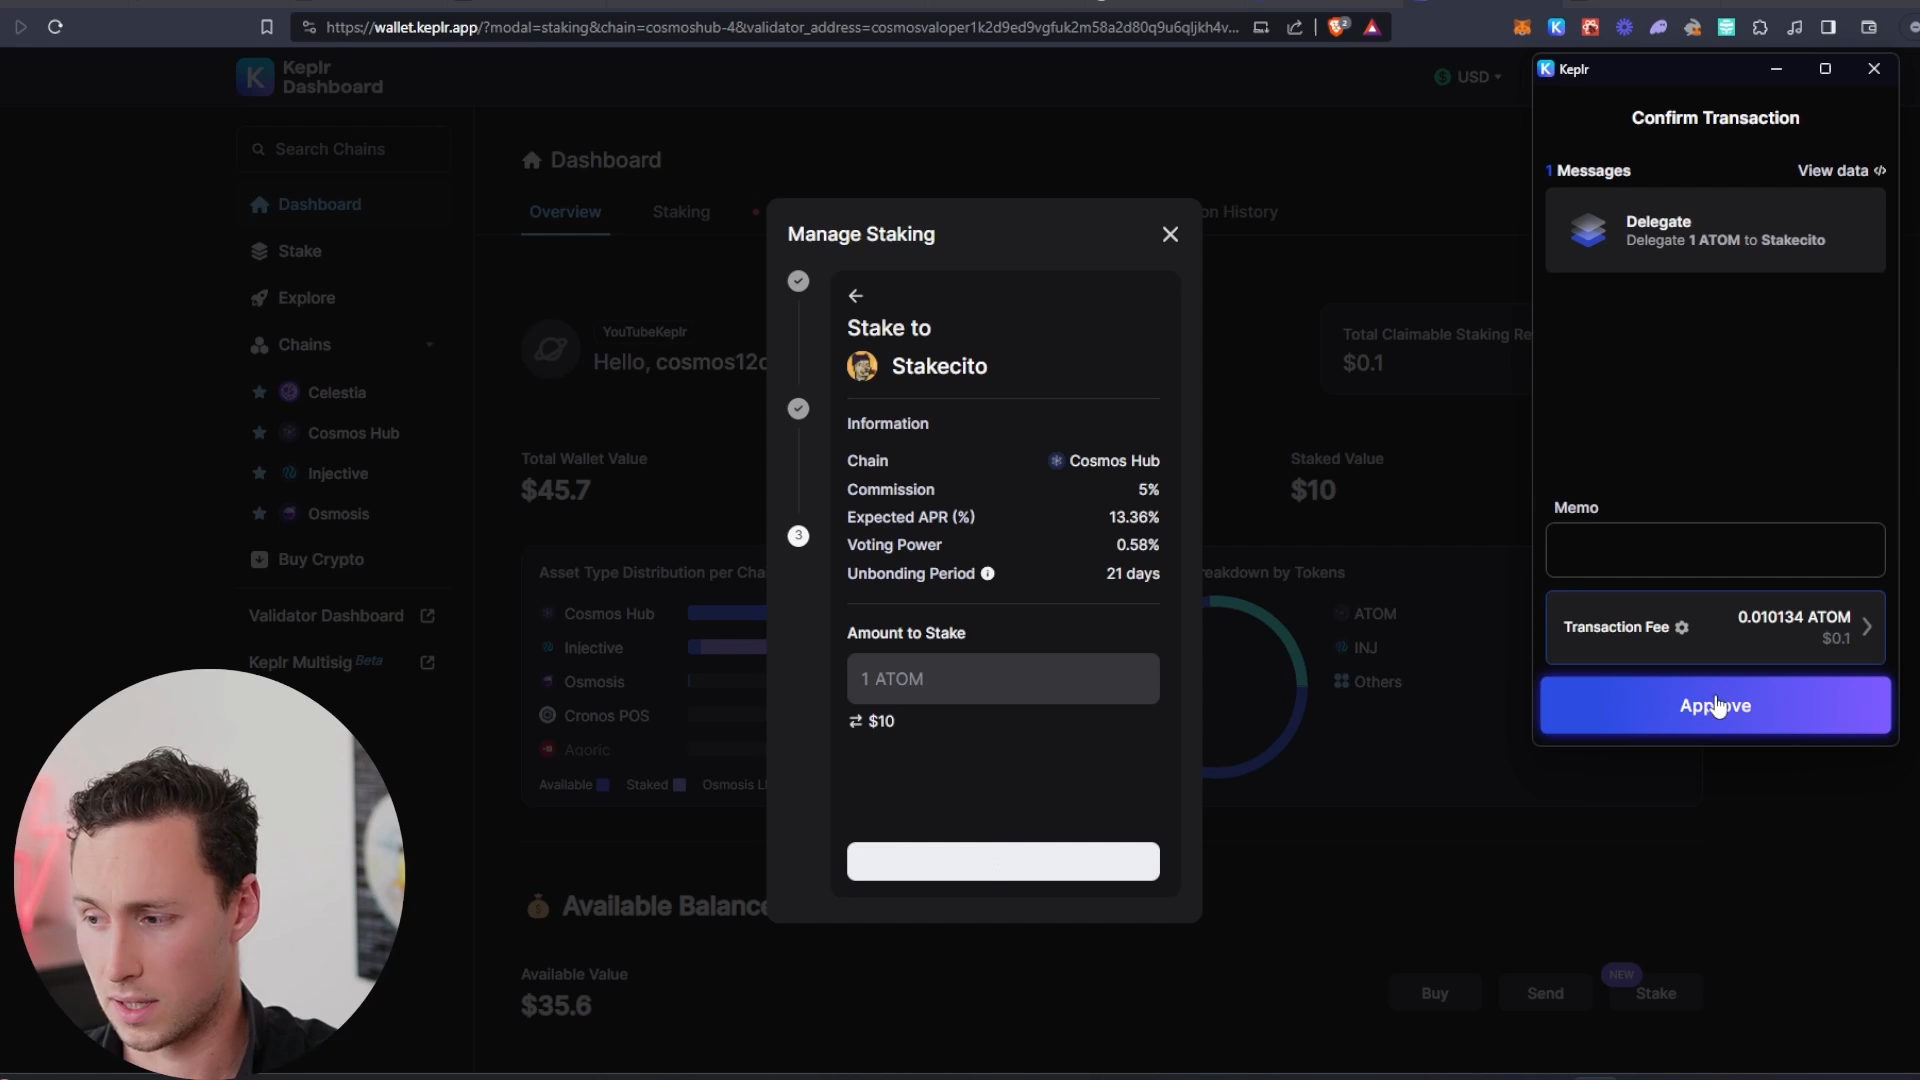 https://wallet.keplr.app/?modal=staking&chain=cosmoshub-4&validator_address=cosmosvaloper1k2d9ed9vgfuk2m58a2d80q9u6qljkh4v...
2
Keplr
Dashboard
USD
Search Chains
Dashboard
Stake
Explore
Chains
Celestia
Cosmos Hub
Injective
Osmosis
Buy Crypto
Validator Dashboard
Keplr Multisig Beta
Dashboard
Overview
Staking
on History
YouTubeKeplr
Hello, cosmos12c
Total Claimable Staking Re
$0.1
Total Wallet Value
$45.7
Staked Value
$10
Asset Type Distribution per Cha
Cosmos Hub
Injective
Osmosis
Cronos POS
Agoric
Available
Staked
Osmosis L
reakdown by Tokens
ATOM
INJ
Others
Available Balance
Available Value
$35.6
Buy
Send
NEW
Stake
Manage Staking
3
Stake to
Stakecito
Information
Chain Cosmos Hub
Commission 5%
Expected APR (%) 13.36%
Voting Power 0.58%
Unbonding Period 21 days
Amount to Stake
1 ATOM
$10
Keplr
Confirm Transaction
1 Messages
View data
Delegate
Delegate 1 ATOM to Stakecito
Memo
Transaction Fee
0.010134 ATOM
$0.1
Approve